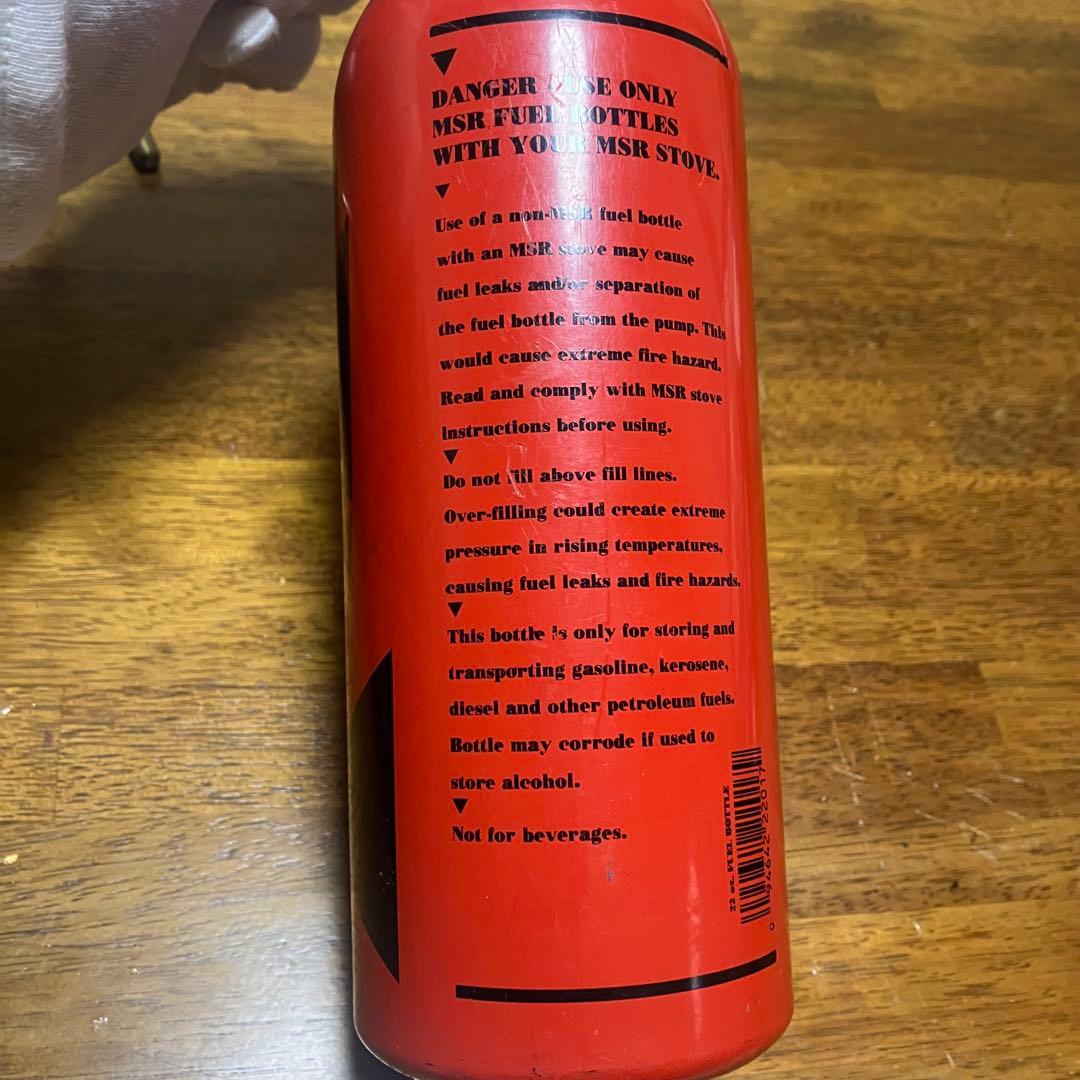 DANGER USE ONLY
MSR FUEL BOTTLES
WITH YOUR MSR STOVE.
Use of a non-MSR fuel bottle
with an MSR stove may cause
fuel leaks and/or separation of
the fuel bottle from the pump. This
would cause extreme fire hazard.
Read and comply with MSR stove
instructions before using.
Do not fill above fill lines.
Over-filling could create extreme
pressure in rising temperatures,
causing fuel leaks and fire hazards.
This bottle is only for storing and
transporting gasoline, kerosene,
diesel and other petroleum fuels.
Bottle may corrode if used to
store alcohol.
Not for beverages.
22 oz. FUEL BOTTLE
0 94642 22017